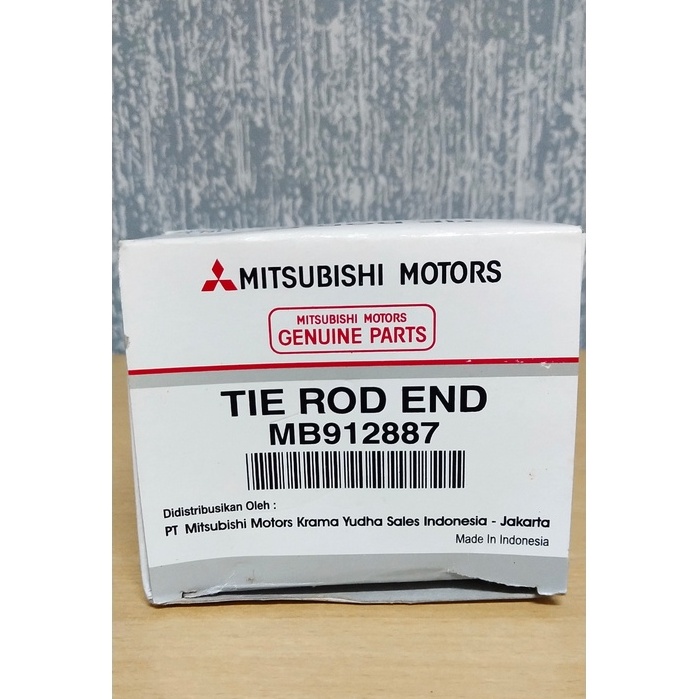 MITSUBISHI MOTORS
MITSUBISHI MOTORS
GENUINE PARTS
TIE ROD END
MB912887
Didistribusikan Oleh :
PT Mitsubishi Motors Krama Yudha Sales Indonesia - Jakarta
Made In Indonesia